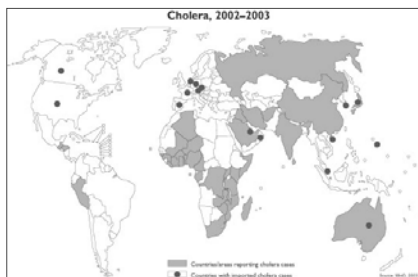 Cholera, 2002–2003
Countries/areas reporting cholera cases
Countries with imported cholera cases